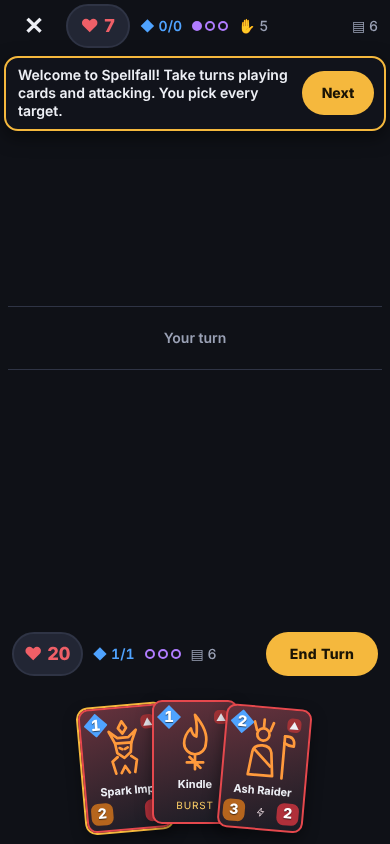 7 0/0 5 6
Welcome to Spellfall! Take turns playing
cards and attacking. You pick every
target.
Next
Your turn
20 1/1 6
End Turn
1
Spark Imp
2
1
Kindle
BURST
2
Ash Raider
3 2